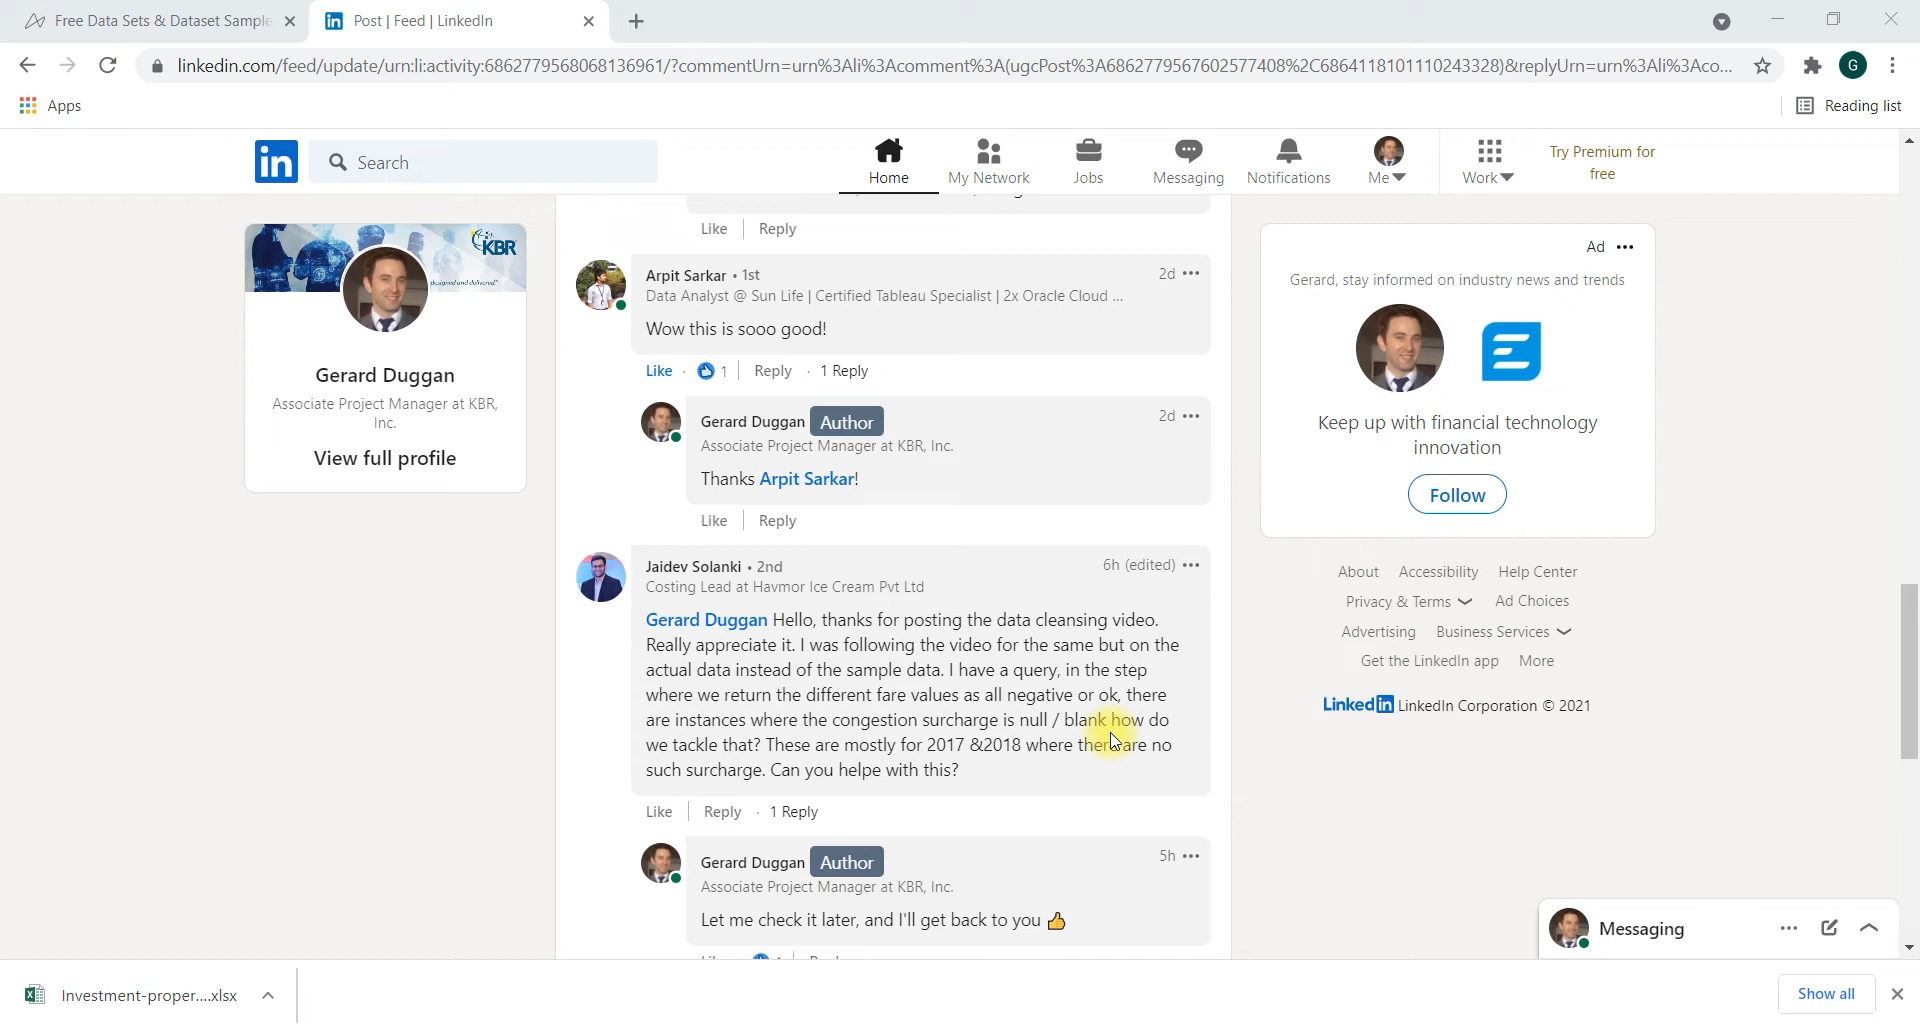 Free Data Sets & Dataset Sample
Post | Feed | LinkedIn
linkedin.com/feed/update/urn:li:activity:6862779568068136961/?commentUrn=urn%3Ali%3Acomment%3A(ugcPost%3A6862779567602577408%2C6864118101110243328)&replyUrn=urn%3Ali%3Aco...
G
Apps
Reading list
in
Search
Home
My Network
Jobs
Messaging
Notifications
Me
Work
Try Premium for
free
KBR
designed and delivered.
Gerard Duggan
Associate Project Manager at KBR,
Inc.
View full profile
Like
Reply
Arpit Sarkar • 1st
2d
Data Analyst @ Sun Life | Certified Tableau Specialist | 2x Oracle Cloud ...
Wow this is sooo good!
Like · 1
Reply · 1 Reply
Gerard Duggan Author
2d
Associate Project Manager at KBR, Inc.
Thanks Arpit Sarkar!
Like
Reply
Jaidev Solanki • 2nd
6h (edited)
Costing Lead at Havmor Ice Cream Pvt Ltd
Gerard Duggan Hello, thanks for posting the data cleansing video.
Really appreciate it. I was following the video for the same but on the
actual data instead of the sample data. I have a query, in the step
where we return the different fare values as all negative or ok, there
are instances where the congestion surcharge is null / blank how do
we tackle that? These are mostly for 2017 &2018 where there are no
such surcharge. Can you helpe with this?
Like
Reply · 1 Reply
Gerard Duggan Author
5h
Associate Project Manager at KBR, Inc.
Let me check it later, and I'll get back to you 👍
Ad
Gerard, stay informed on industry news and trends
Keep up with financial technology
innovation
Follow
About Accessibility Help Center
Privacy & Terms Ad Choices
Advertising Business Services
Get the LinkedIn app More
LinkedIn LinkedIn Corporation © 2021
Messaging
Investment-proper....xlsx
Show all